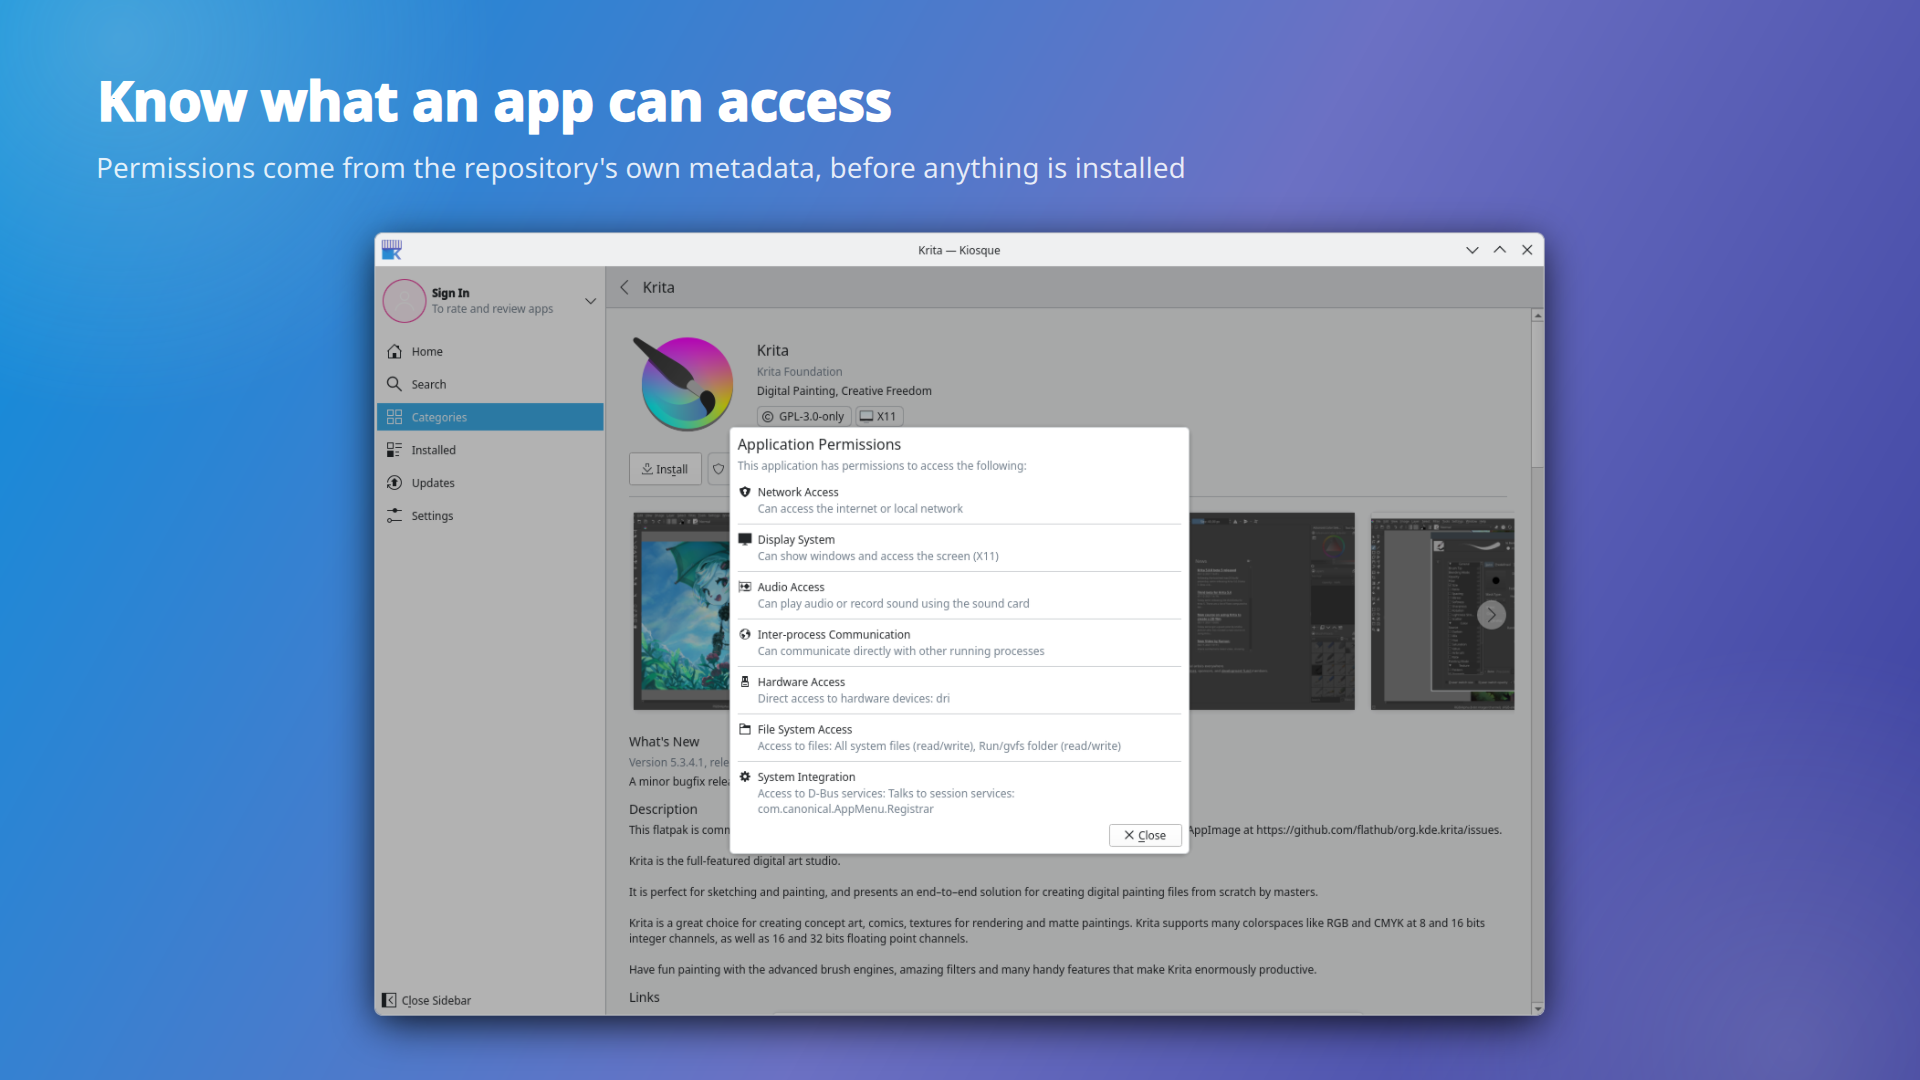 Know what an app can access
Permissions come from the repository's own metadata, before anything is installed
Krita — Kiosque
Sign In
To rate and review apps
Home
Search
Categories
Installed
Updates
Settings
Close Sidebar
Krita
Krita
Krita Foundation
Digital Painting, Creative Freedom
GPL-3.0-only
X11
Install
Application Permissions
This application has permissions to access the following:
Network Access
Can access the internet or local network
Display System
Can show windows and access the screen (X11)
Audio Access
Can play audio or record sound using the sound card
Inter-process Communication
Can communicate directly with other running processes
Hardware Access
Direct access to hardware devices: dri
File System Access
Access to files: All system files (read/write), Run/gvfs folder (read/write)
System Integration
Access to D-Bus services: Talks to session services:
com.canonical.AppMenu.Registrar
Close
What's New
Version 5.3.4.1, rele
A minor bugfix relea
Description
This flatpak is comm AppImage at https://github.com/flathub/org.kde.krita/issues.
Krita is the full-featured digital art studio.
It is perfect for sketching and painting, and presents an end–to–end solution for creating digital painting files from scratch by masters.
Krita is a great choice for creating concept art, comics, textures for rendering and matte paintings. Krita supports many colorspaces like RGB and CMYK at 8 and 16 bits
integer channels, as well as 16 and 32 bits floating point channels.
Have fun painting with the advanced brush engines, amazing filters and many handy features that make Krita enormously productive.
Links